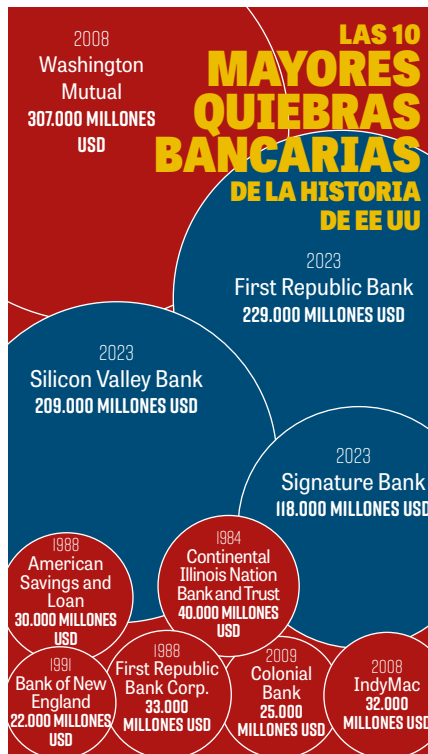 LAS 10
MAYORES
QUIEBRAS
BANCARIAS
DE LA HISTORIA
DE EE UU
2008
Washington
Mutual
307.000 MILLONES
USD
2023
First Republic Bank
229.000 MILLONES USD
2023
Silicon Valley Bank
209.000 MILLONES USD
2023
Signature Bank
118.000 MILLONES USD
1988
American
Savings and
Loan
30.000 MILLONES
USD
1984
Continental
Illinois Nation
Bank and Trust
40.000 MILLONES
USD
1991
Bank of New
England
22.000 MILLONES
USD
1988
First Republic
Bank Corp.
33.000
MILLONES USD
2009
Colonial
Bank
25.000
MILLONES USD
2008
IndyMac
32.000
MILLONES USD